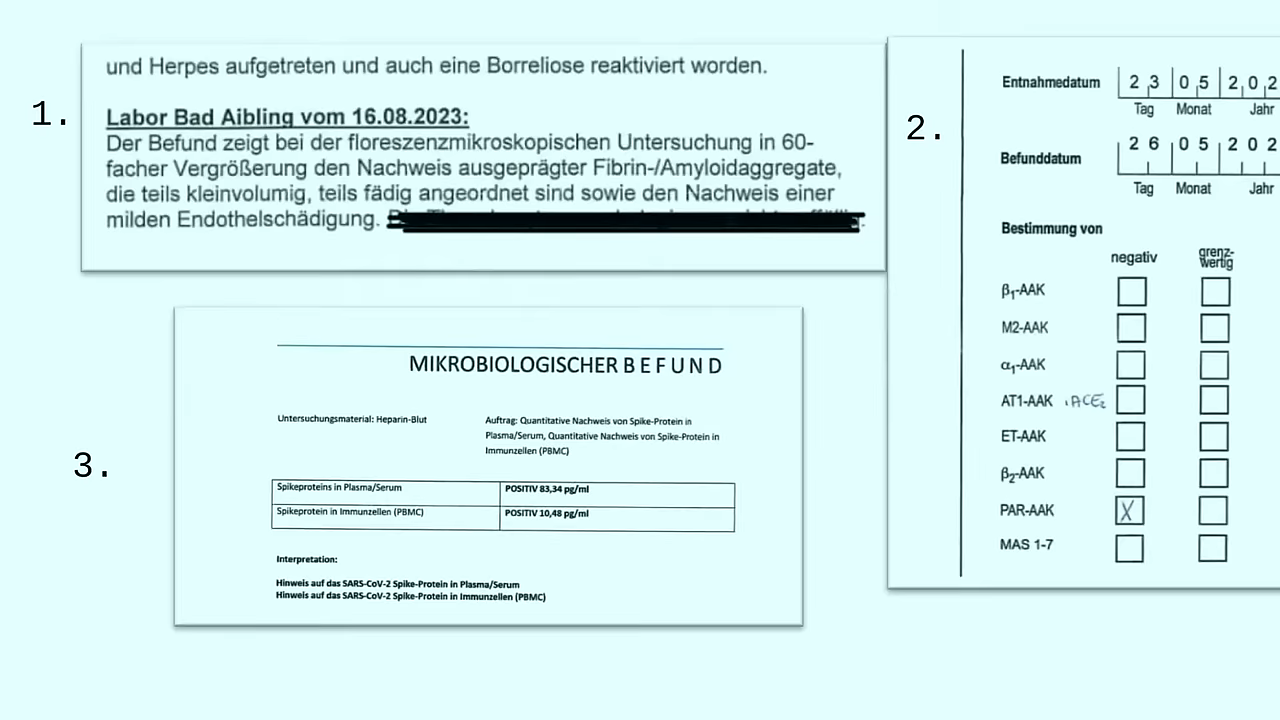 1.
und Herpes aufgetreten und auch eine Borreliose reaktiviert worden.
Labor Bad Aibling vom 16.08.2023:
Der Befund zeigt bei der floreszenzmikroskopischen Untersuchung in 60-
facher Vergrößerung den Nachweis ausgeprägter Fibrin-/Amyloidaggregate,
die teils kleinvolumig, teils fädig angeordnet sind sowie den Nachweis einer
milden Endothelschädigung.
2.
Entnahmedatum 2 3 0 5 2 0 2
Tag Monat Jahr
Befunddatum 2 6 0 5 2 0 2
Tag Monat Jahr
Bestimmung von
negativ grenz-
wertig
β1-AAK
M2-AAK
α1-AAK
AT1-AAK , ACE2
ET-AAK
β2-AAK
PAR-AAK X
MAS 1-7
3.
MIKROBIOLOGISCHER B E F U N D
Untersuchungsmaterial: Heparin-Blut
Auftrag: Quantitative Nachweis von Spike-Protein in
Plasma/Serum, Quantitative Nachweis von Spike-Protein in
Immunzellen (PBMC)
Spikeproteins in Plasma/Serum POSITIV 83,34 pg/ml
Spikeprotein in Immunzellen (PBMC) POSITIV 10,48 pg/ml
Interpretation:
Hinweis auf das SARS-CoV-2 Spike-Protein in Plasma/Serum
Hinweis auf das SARS-CoV-2 Spike-Protein in Immunzellen (PBMC)